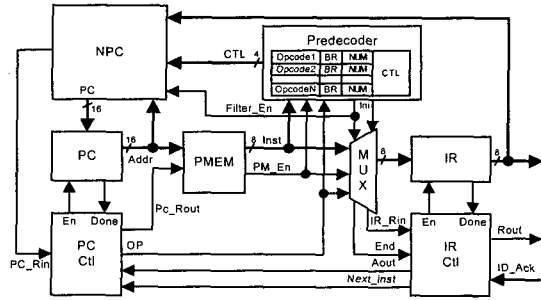 NPC
PC
16
CTL
4
Predecoder
Opcode1 BR NUM
Opcode2 BR NUM
OpcodeN BR NUM
CTL
Filter_En
Ini
PC
16
Addr
PMEM
8
Inst
PM_En
MUX
8
IR
8
En
Done
PC
Ctl
PC_Rin
Pc_Rout
OP
IR_Rin
End
Aout
Next_inst
En
Done
IR
Ctl
Rout
ID_Ack